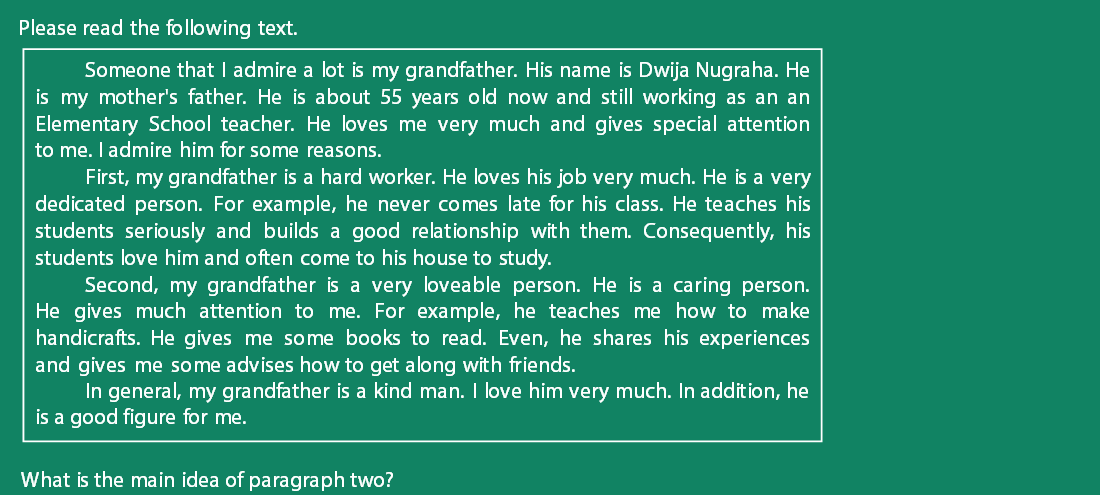 Please read the following text.
Someone that I admire a lot is my grandfather. His name is Dwija Nugraha. He
is my mother's father. He is about 55 years old now and still working as an an
Elementary School teacher. He loves me very much and gives special attention
to me. I admire him for some reasons.
First, my grandfather is a hard worker. He loves his job very much. He is a very
dedicated person. For example, he never comes late for his class. He teaches his
students seriously and builds a good relationship with them. Consequently, his
students love him and often come to his house to study.
Second, my grandfather is a very loveable person. He is a caring person.
He gives much attention to me. For example, he teaches me how to make
handicrafts. He gives me some books to read. Even, he shares his experiences
and gives me some advises how to get along with friends.
In general, my grandfather is a kind man. I love him very much. In addition, he
is a good figure for me.
What is the main idea of paragraph two?